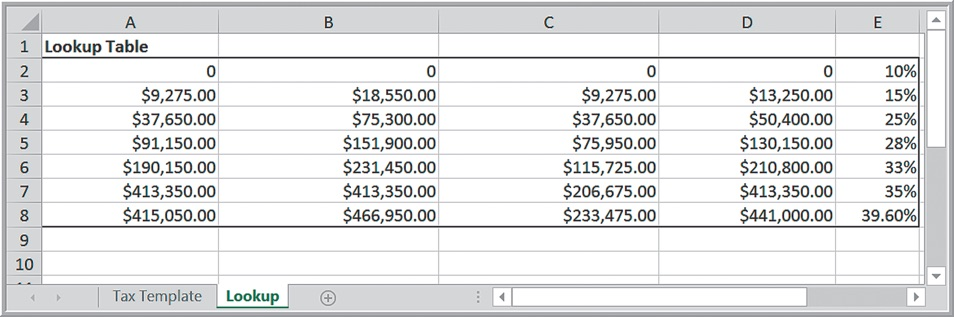 A B C D E
1 Lookup Table
2 0 0 0 0 10%
3 $9,275.00 $18,550.00 $9,275.00 $13,250.00 15%
4 $37,650.00 $75,300.00 $37,650.00 $50,400.00 25%
5 $91,150.00 $151,900.00 $75,950.00 $130,150.00 28%
6 $190,150.00 $231,450.00 $115,725.00 $210,800.00 33%
7 $413,350.00 $413,350.00 $206,675.00 $413,350.00 35%
8 $415,050.00 $466,950.00 $233,475.00 $441,000.00 39.60%
9
10
Tax Template Lookup